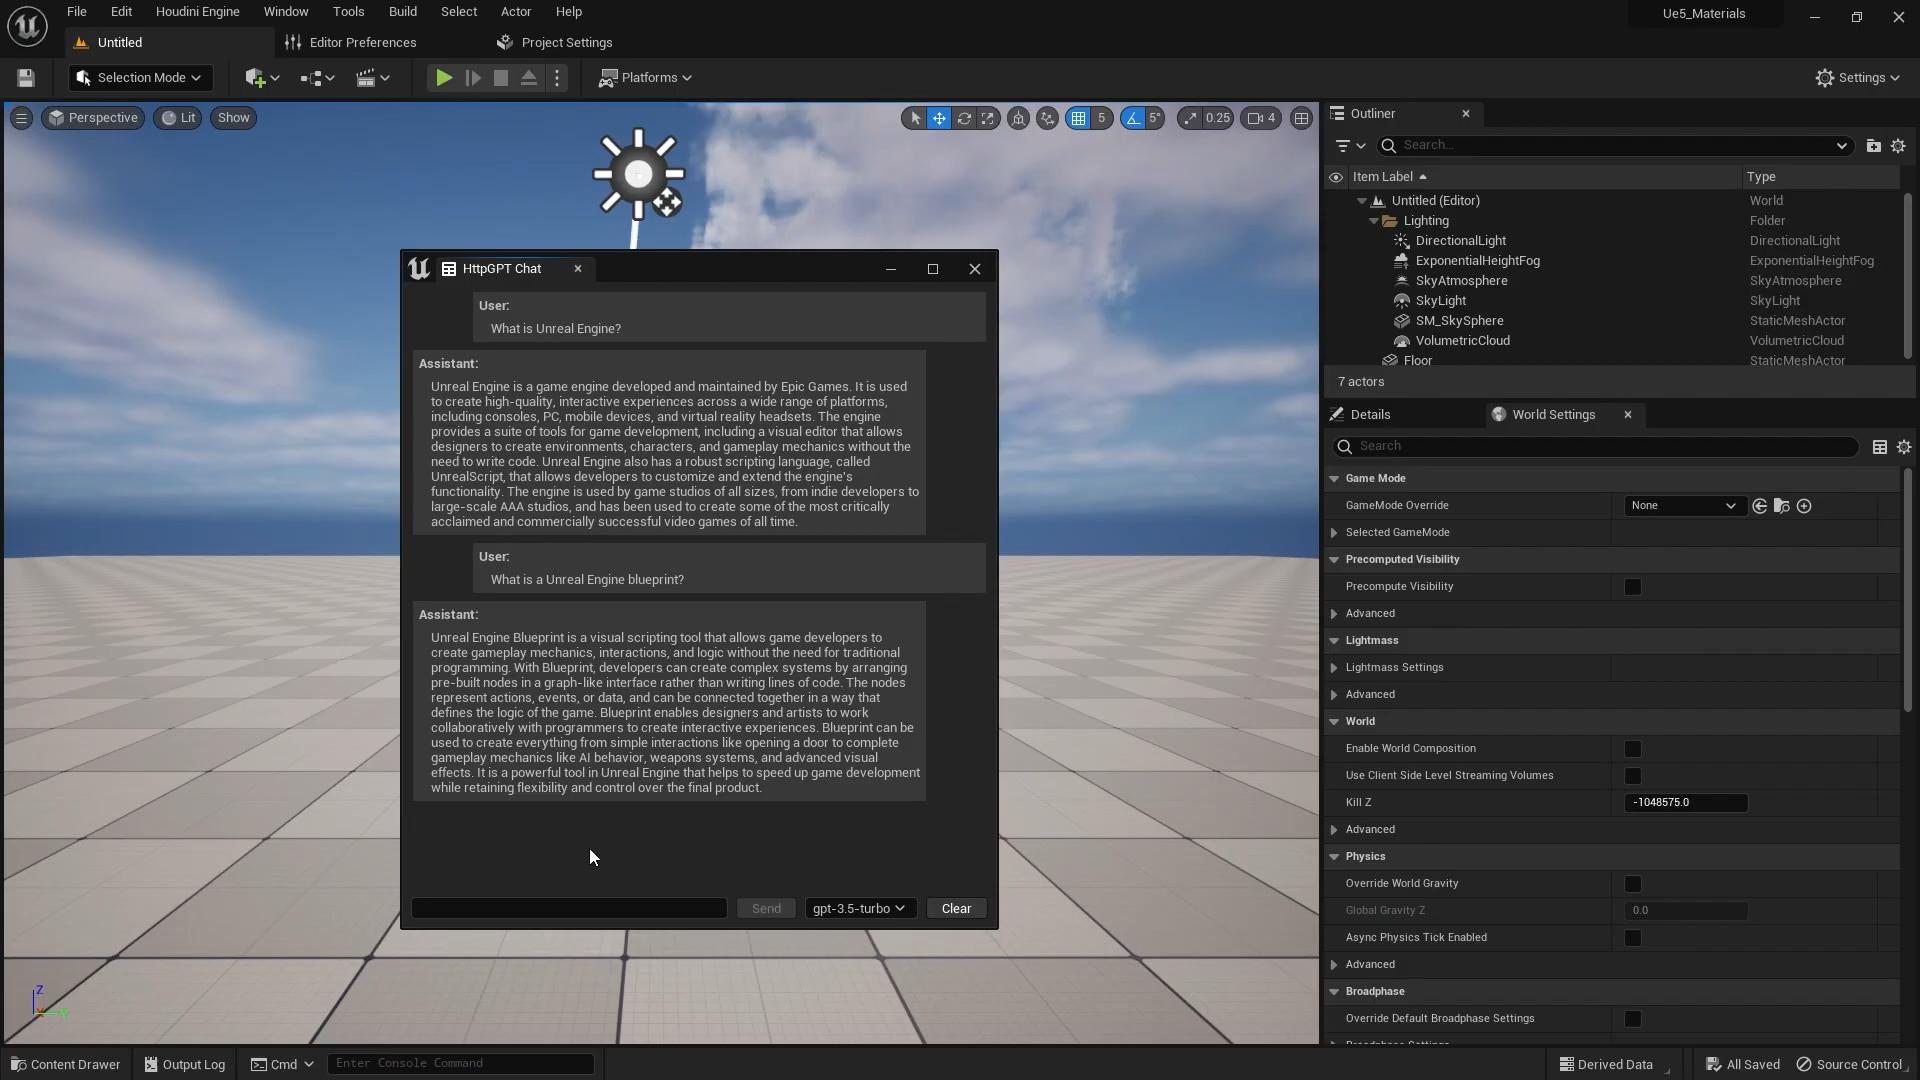 File Edit Houdini Engine Window Tools Build Select Actor Help
Ue5_Materials
Untitled Editor Preferences Project Settings
Selection Mode Platforms Settings
Perspective Lit Show 5 5° 0.25 4
Outliner
Search...
Item Label Type
Untitled (Editor) World
Lighting Folder
DirectionalLight DirectionalLight
ExponentialHeightFog ExponentialHeightFog
SkyAtmosphere SkyAtmosphere
SkyLight SkyLight
SM_SkySphere StaticMeshActor
VolumetricCloud VolumetricCloud
Floor StaticMeshActor
7 actors
HttpGPT Chat
User:
What is Unreal Engine?
Assistant:
Unreal Engine is a game engine developed and maintained by Epic Games. It is used
to create high-quality, interactive experiences across a wide range of platforms,
including consoles, PC, mobile devices, and virtual reality headsets. The engine
provides a suite of tools for game development, including a visual editor that allows
designers to create environments, characters, and gameplay mechanics without the
need to write code. Unreal Engine also has a robust scripting language, called
UnrealScript, that allows developers to customize and extend the engine's
functionality. The engine is used by game studios of all sizes, from indie developers to
large-scale AAA studios, and has been used to create some of the most critically
acclaimed and commercially successful video games of all time.
User:
What is a Unreal Engine blueprint?
Assistant:
Unreal Engine Blueprint is a visual scripting tool that allows game developers to
create gameplay mechanics, interactions, and logic without the need for traditional
programming. With Blueprint, developers can create complex systems by arranging
pre-built nodes in a graph-like interface rather than writing lines of code. The nodes
represent actions, events, or data, and can be connected together in a way that
defines the logic of the game. Blueprint enables designers and artists to work
collaboratively with programmers to create interactive experiences. Blueprint can be
used to create everything from simple interactions like opening a door to complete
gameplay mechanics like AI behavior, weapons systems, and advanced visual
effects. It is a powerful tool in Unreal Engine that helps to speed up game development
while retaining flexibility and control over the final product.
Send gpt-3.5-turbo Clear
Details World Settings
Search
Game Mode
GameMode Override None
Selected GameMode
Precomputed Visibility
Precompute Visibility
Advanced
Lightmass
Lightmass Settings
Advanced
World
Enable World Composition
Use Client Side Level Streaming Volumes
Kill Z -1048575.0
Advanced
Physics
Override World Gravity
Global Gravity Z 0.0
Async Physics Tick Enabled
Advanced
Broadphase
Override Default Broadphase Settings
Broadphase Settings
Z
X Y
Content Drawer Output Log Cmd Enter Console Command Derived Data All Saved Source Control